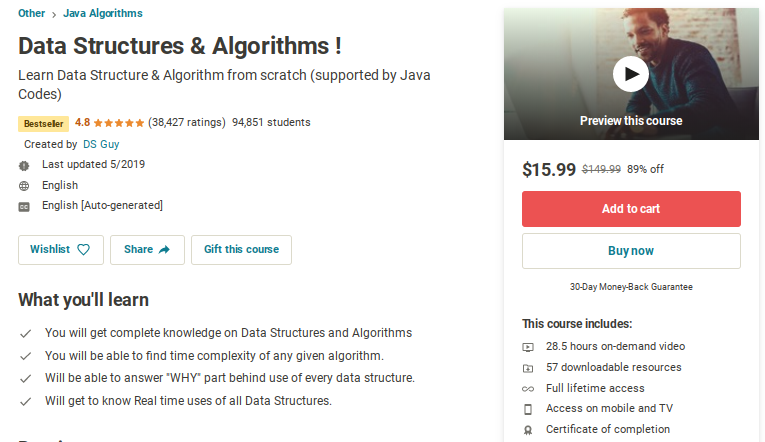 Other > Java Algorithms
Data Structures & Algorithms !
Learn Data Structure & Algorithm from scratch (supported by Java
Codes)
Bestseller 4.8 (38,427 ratings) 94,851 students
Created by DS Guy
Last updated 5/2019
English
CC English [Auto-generated]
Wishlist Share Gift this course
What you'll learn
You will get complete knowledge on Data Structures and Algorithms
You will be able to find time complexity of any given algorithm.
Will be able to answer "WHY" part behind use of every data structure.
Will get to know Real time uses of all Data Structures.
Preview this course
$15.99 $149.99 89% off
Add to cart
Buy now
30-Day Money-Back Guarantee
This course includes:
28.5 hours on-demand video
57 downloadable resources
Full lifetime access
Access on mobile and TV
Certificate of completion